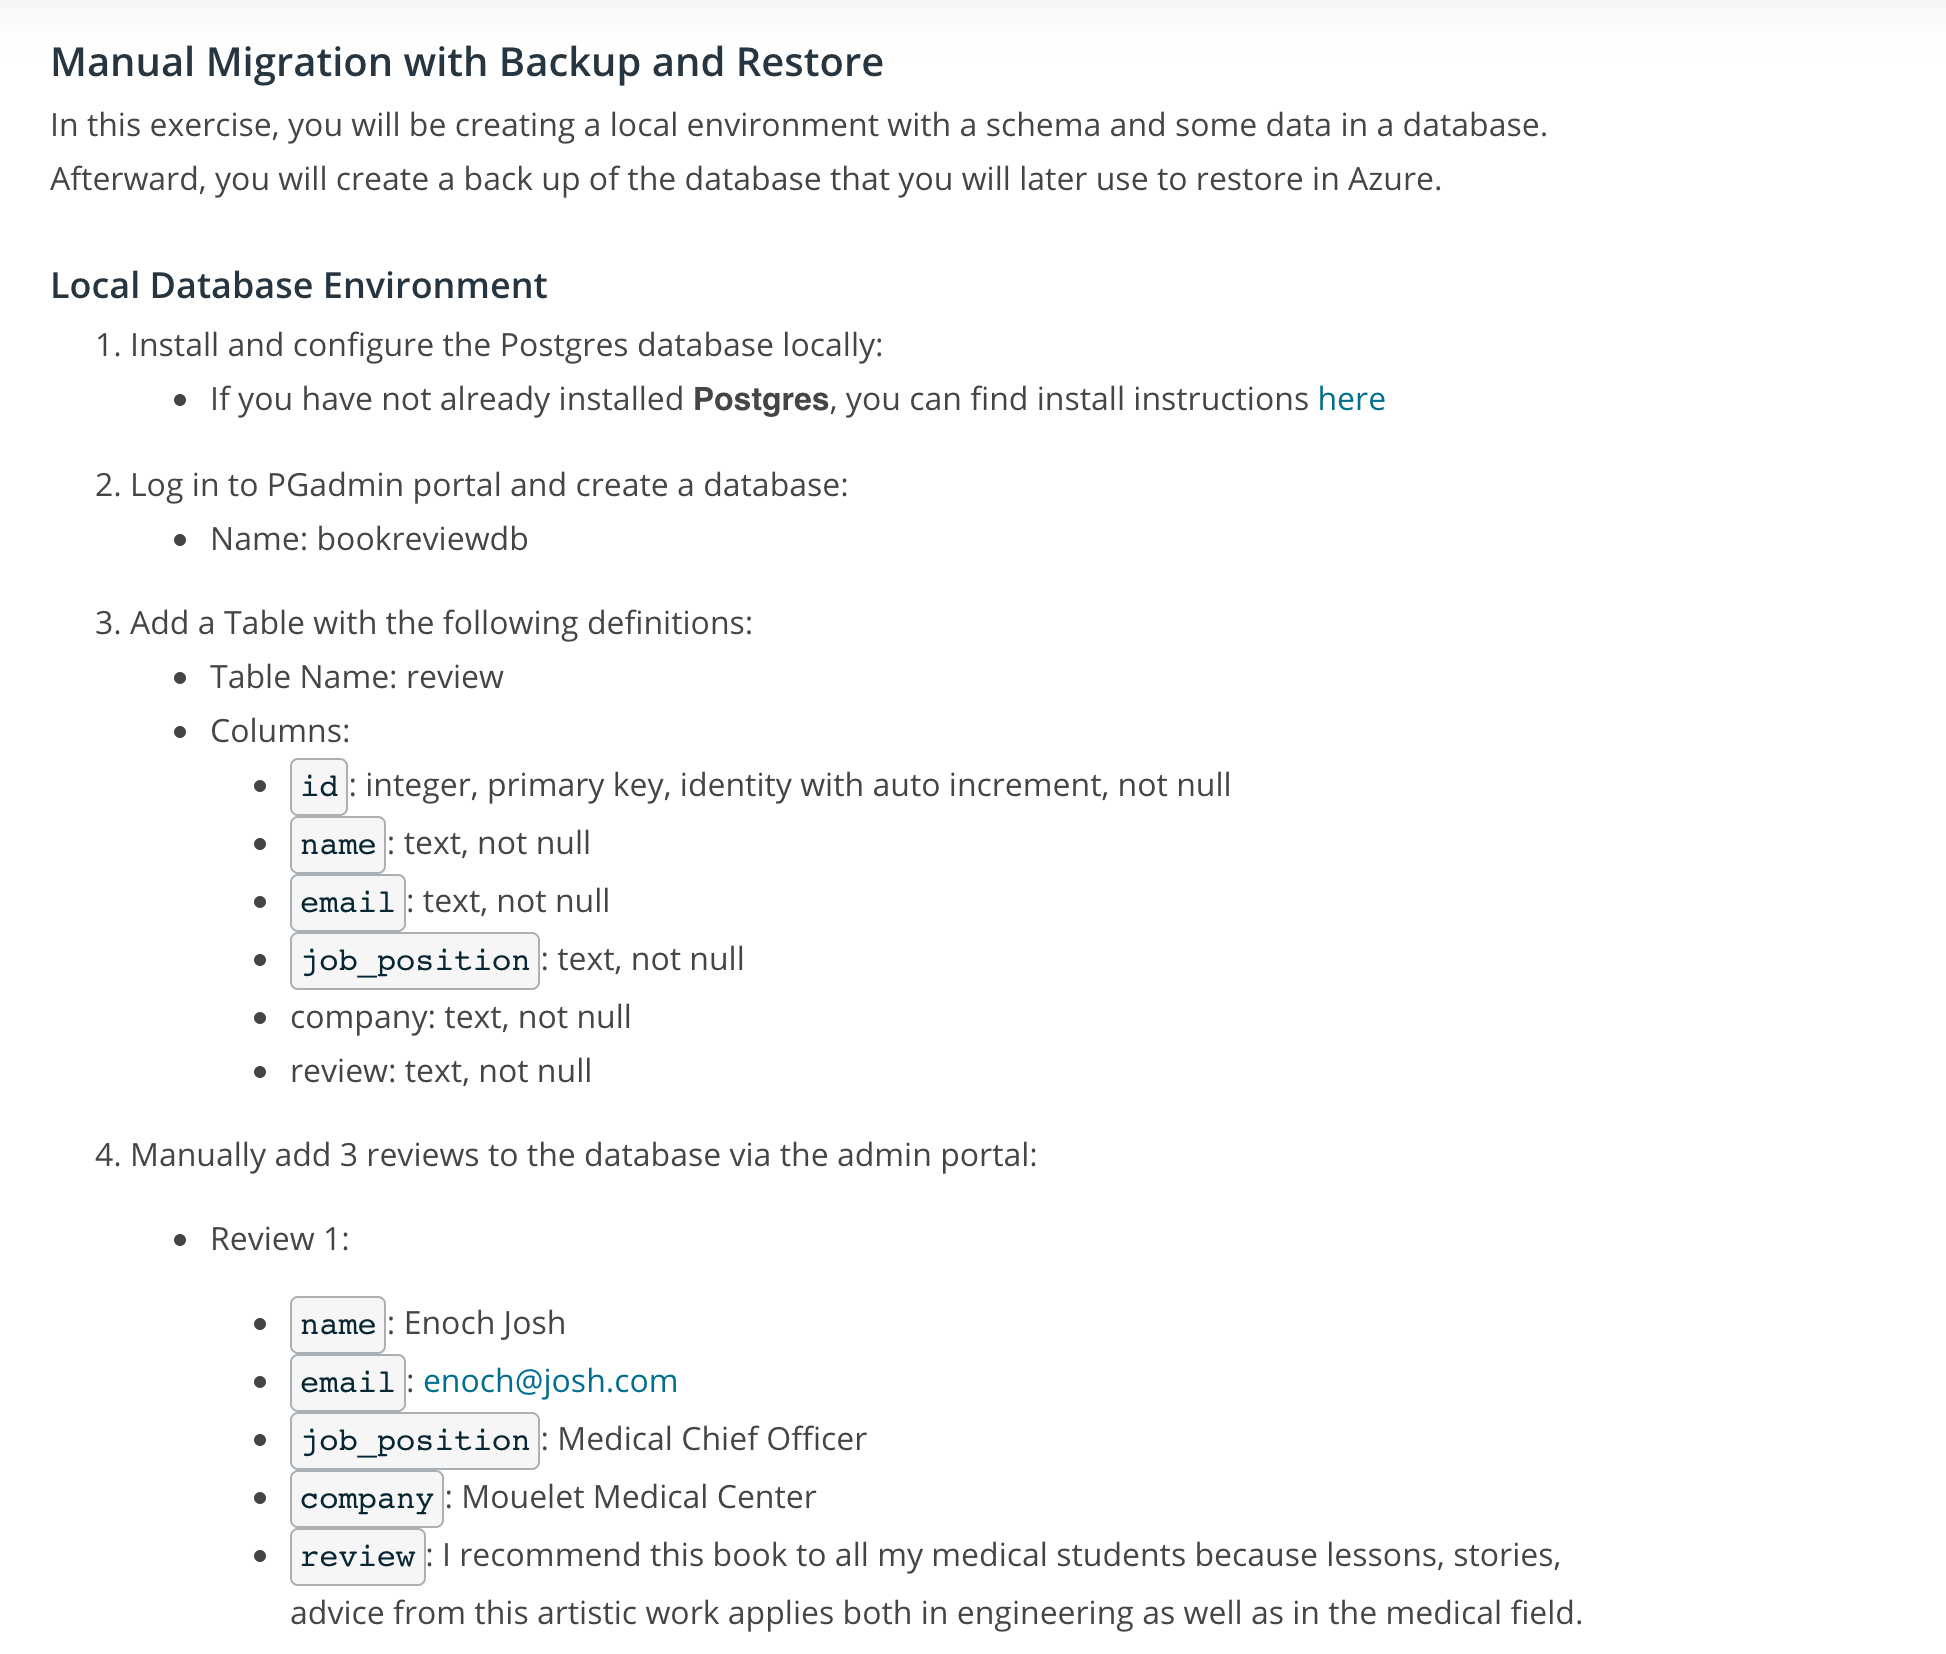 Manual Migration with Backup and Restore
In this exercise, you will be creating a local environment with a schema and some data in a database.
Afterward, you will create a back up of the database that you will later use to restore in Azure.
Local Database Environment
1. Install and configure the Postgres database locally:
• If you have not already installed Postgres, you can find install instructions here
2. Log in to PGadmin portal and create a database:
• Name: bookreviewdb
3. Add a Table with the following definitions:
• Table Name: review
• Columns:
• id: integer, primary key, identity with auto increment, not null
• name: text, not null
• email: text, not null
• job_position: text, not null
• company: text, not null
• review: text, not null
4. Manually add 3 reviews to the database via the admin portal:
• Review 1:
• name: Enoch Josh
• email: enoch@josh.com
• job_position: Medical Chief Officer
• company: Mouelet Medical Center
• review: I recommend this book to all my medical students because lessons, stories,
advice from this artistic work applies both in engineering as well as in the medical field.